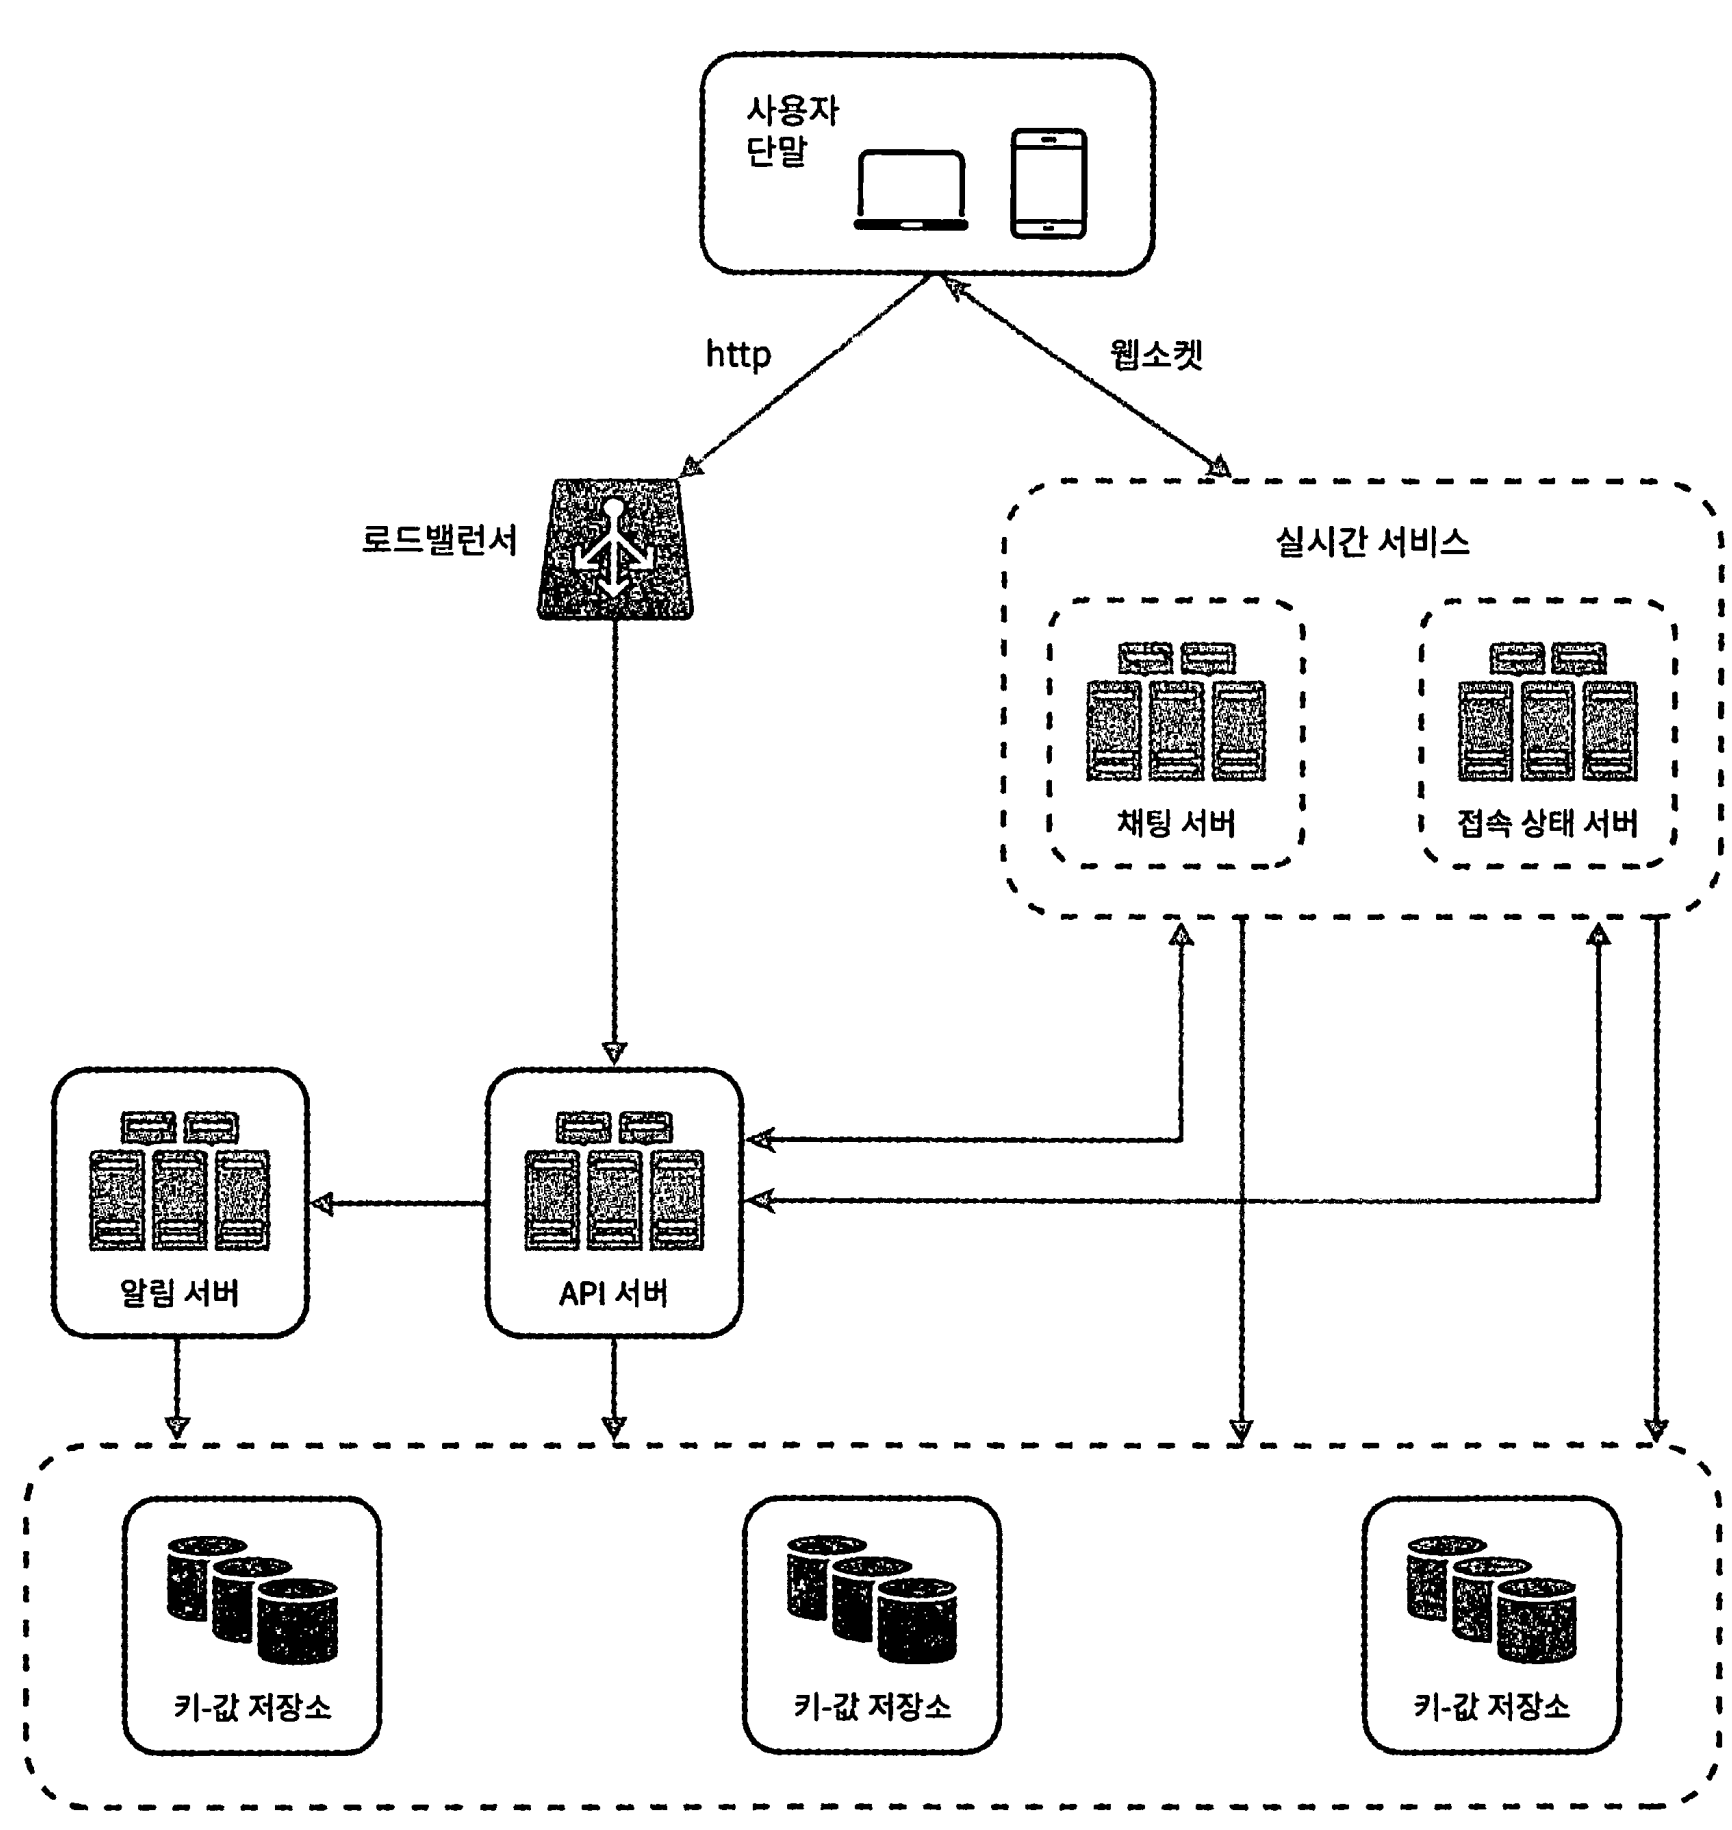 사용자
단말
http
웹소켓
로드밸런서
실시간 서비스
채팅 서버
접속 상태 서버
알림 서버
API 서버
키-값 저장소
키-값 저장소
키-값 저장소